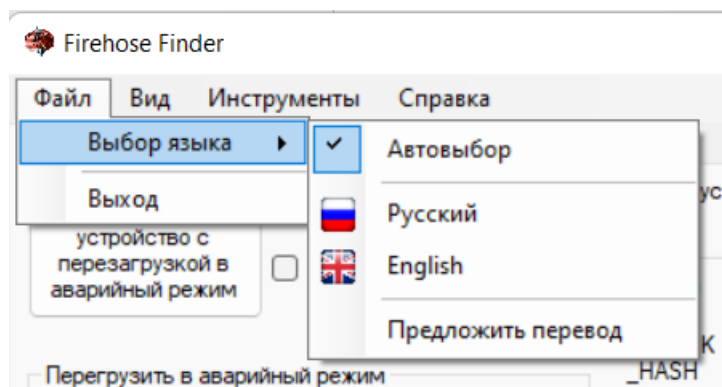 Firehose Finder
Файл Вид Инструменты Справка
Выбор языка
Автовыбор
Выход
Русский
English
Предложить перевод
устройство с
перезагрузкой в
аварийный режим
Перегрузить в аварийный режим
_HASH